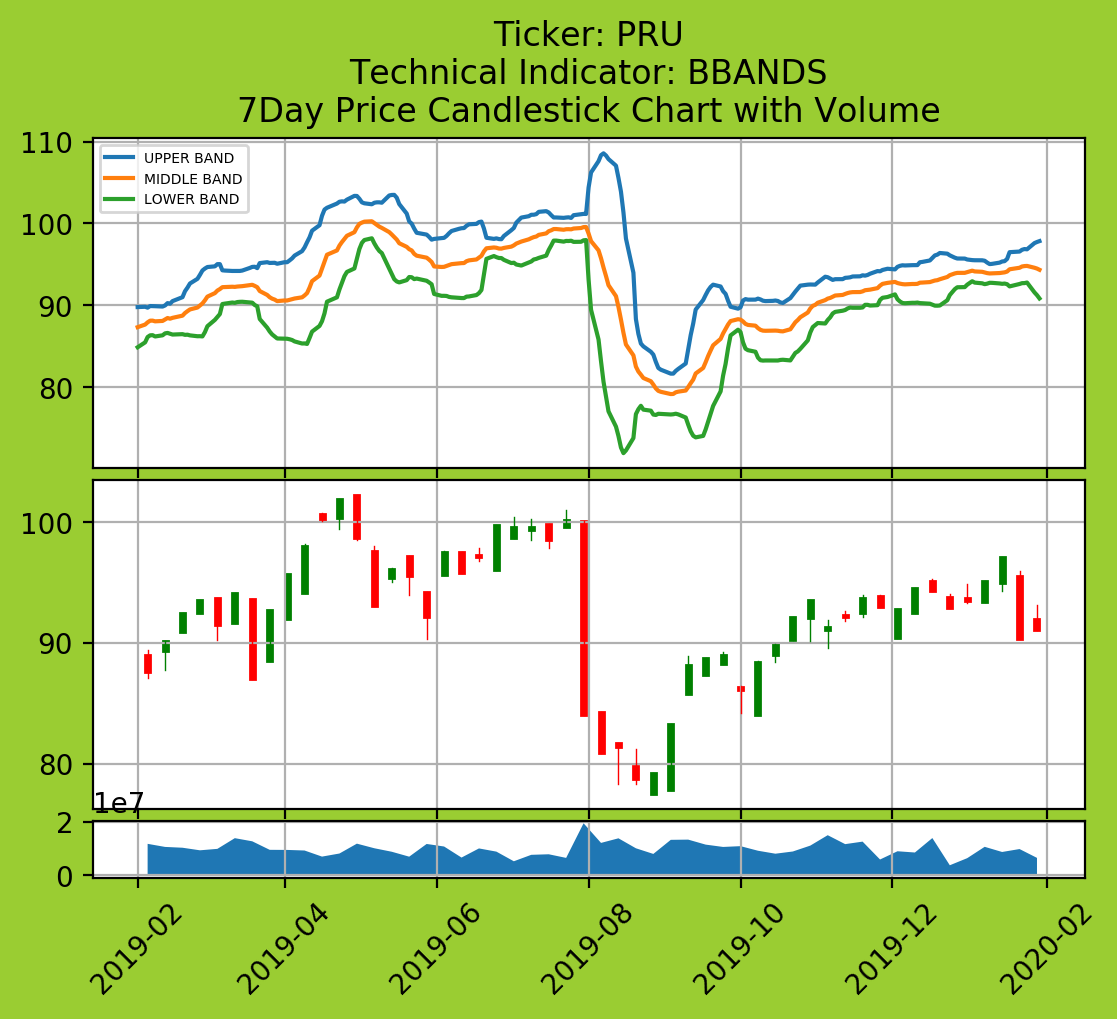 Ticker: PRU
Technical Indicator: BBANDS
7Day Price Candlestick Chart with Volume
110
100
90
80
UPPER BAND
MIDDLE BAND
LOWER BAND
100
90
80
1e7
2
0
2019-02
2019-04
2019-06
2019-08
2019-10
2019-12
2020-02